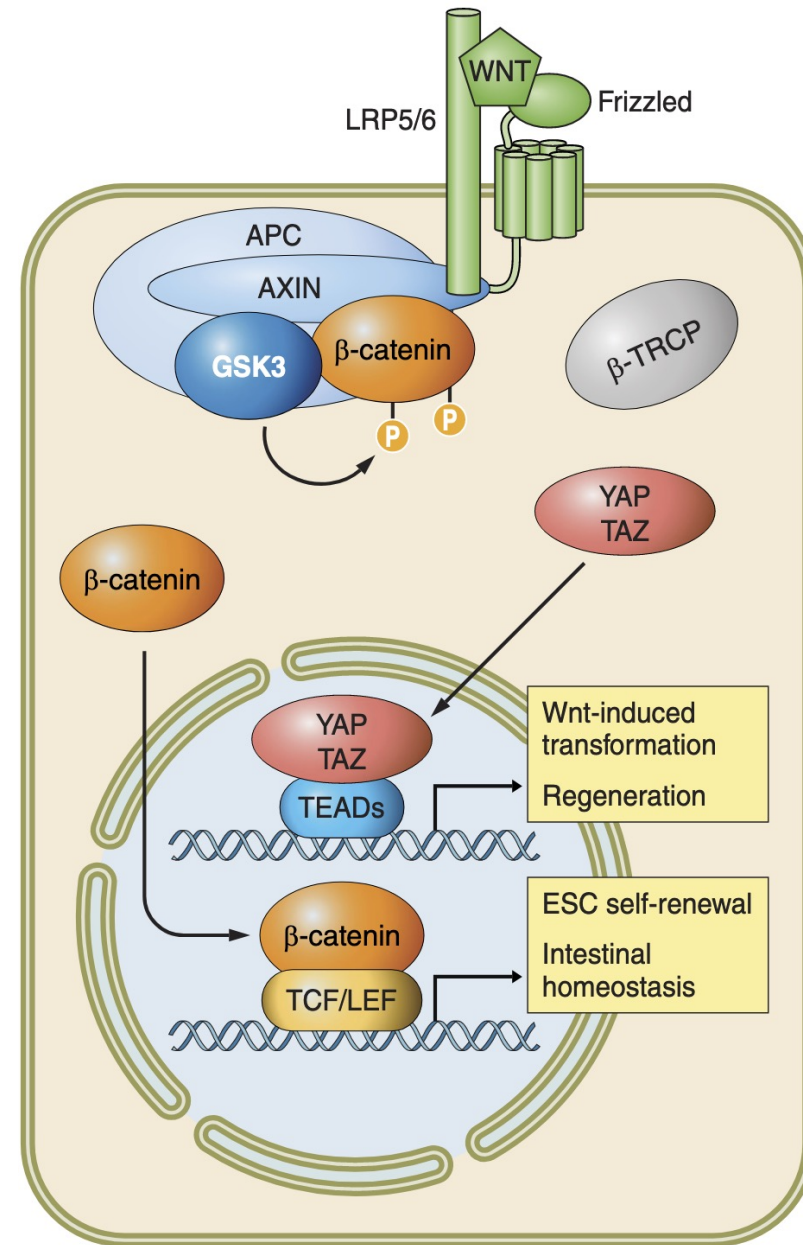 WNT
LRP5/6
Frizzled
APC
AXIN
GSK3
β-catenin
β-TRCP
P
P
YAP
TAZ
β-catenin
YAP
TAZ
TEADs
Wnt-induced
transformation
Regeneration
β-catenin
TCF/LEF
ESC self-renewal
Intestinal
homeostasis